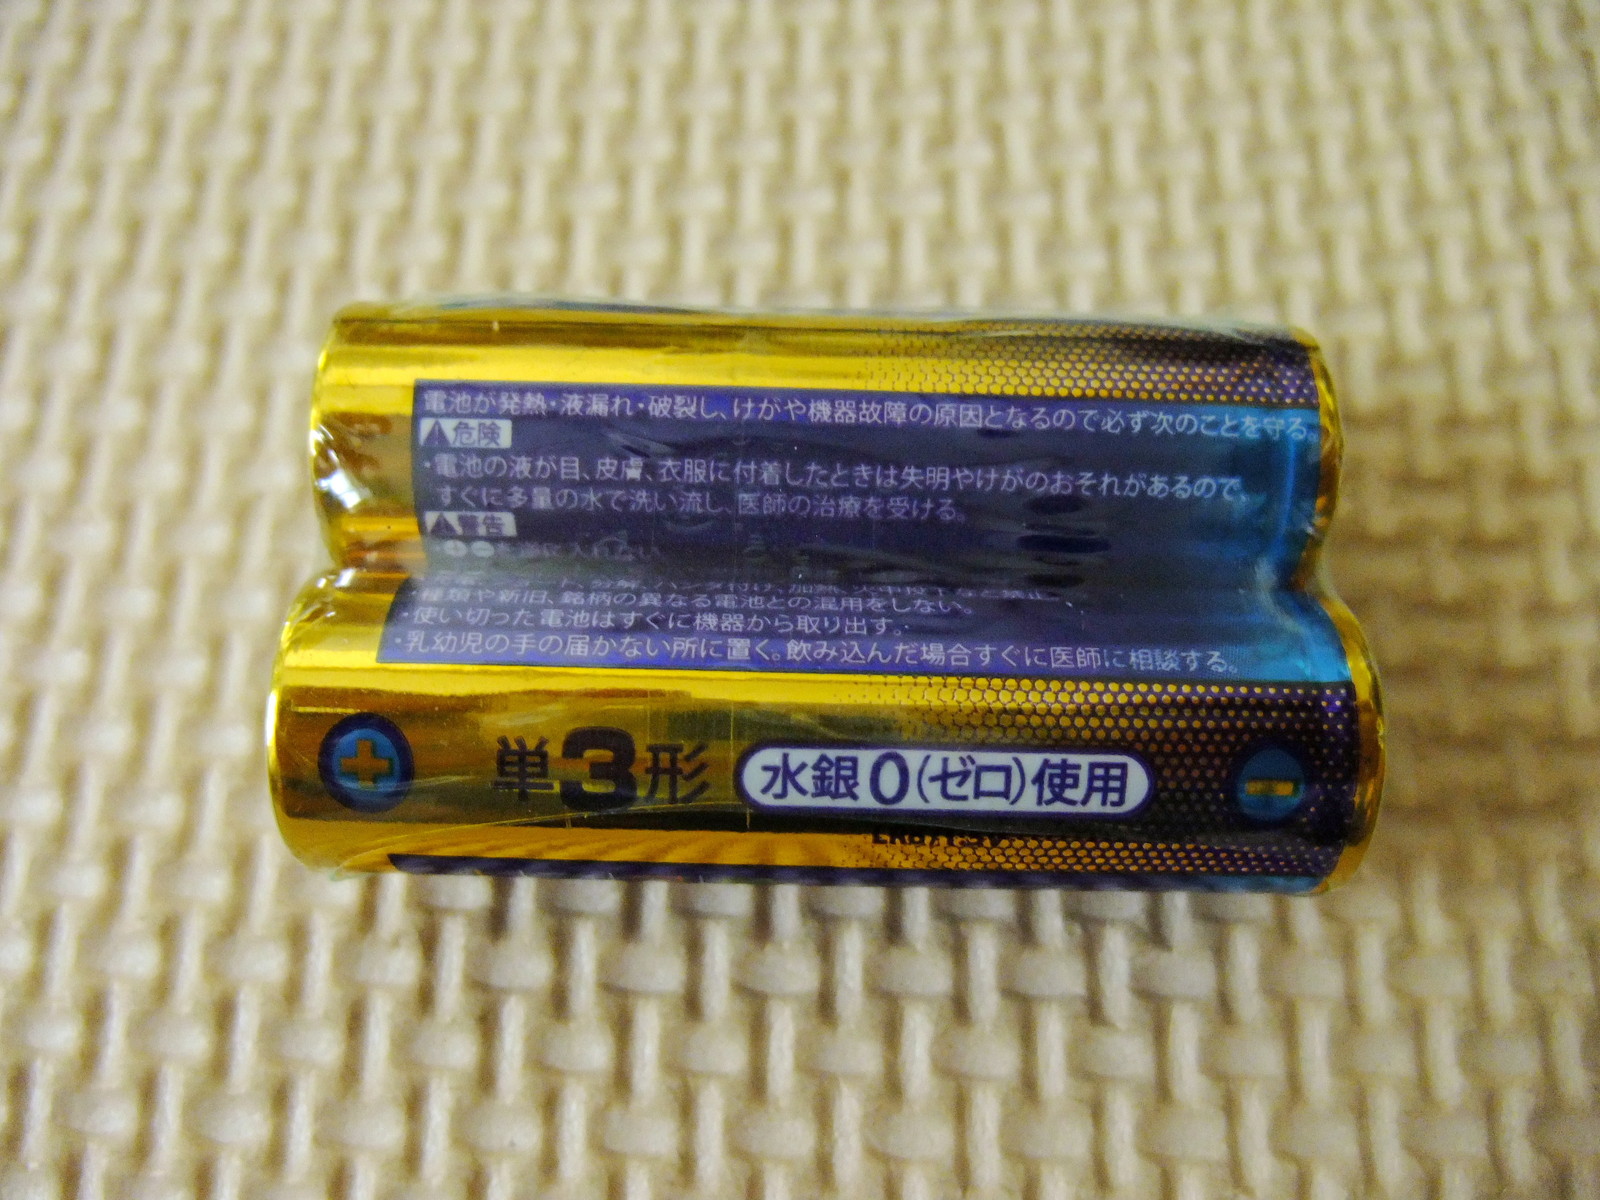 電池が発熱・液漏れ・破裂し、けがや機器故障の原因となるので必ず次のことを守る。
危険
・電池の液が目、皮膚、衣服に付着したときは失明やけがのおそれがあるので、
すぐに多量の水で洗い流し、医師の治療を受ける。
警告
種類や新旧、銘柄の異なる電池との混用をしない。
・使い切った電池はすぐに機器から取り出す。
・乳幼児の手の届かない所に置く。飲み込んだ場合すぐに医師に相談する。
+ 単3形 水銀0(ゼロ)使用 -